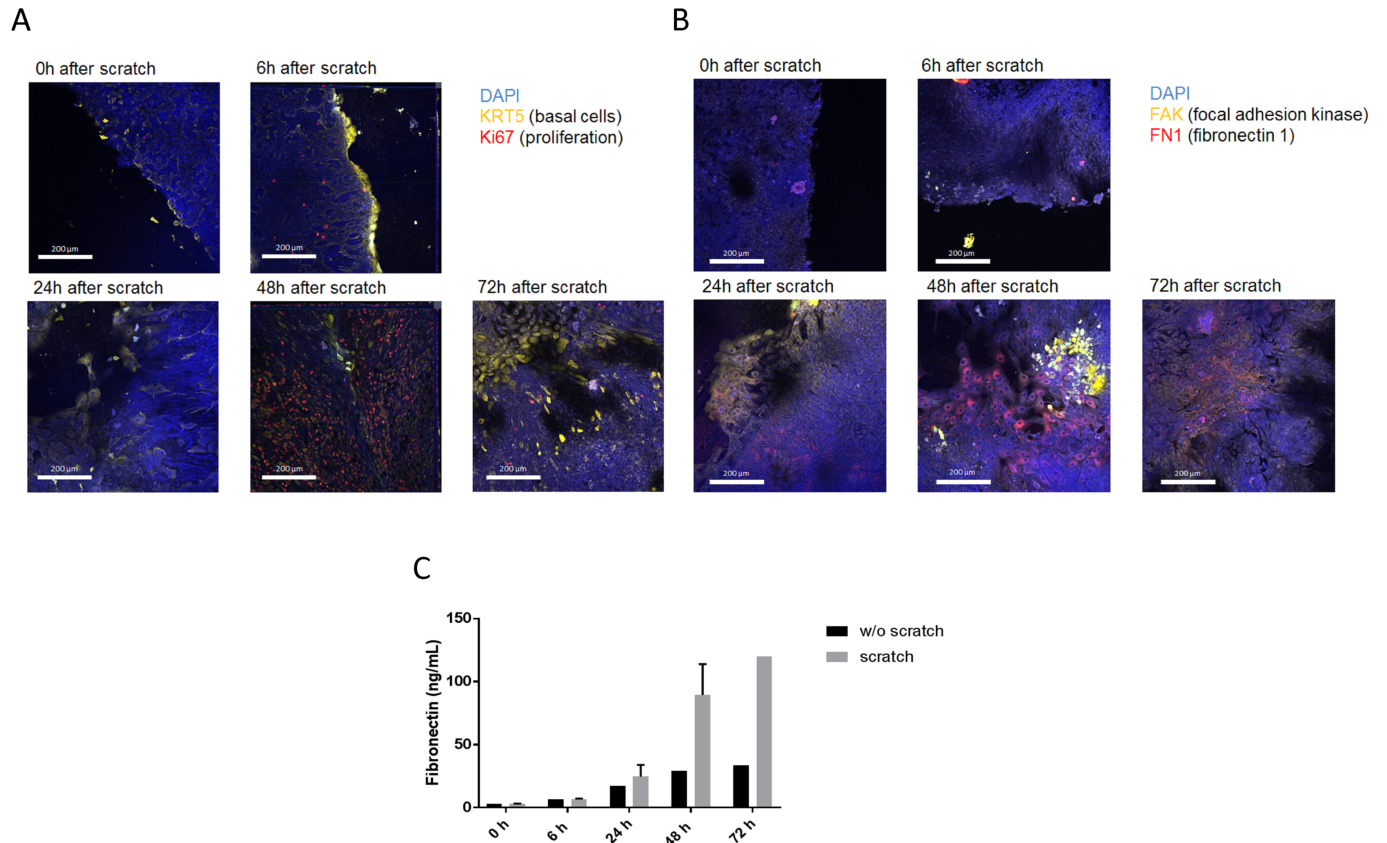 A
B
0h after scratch
6h after scratch
DAPI
KRT5 (basal cells)
Ki67 (proliferation)
200 µm
200 µm
24h after scratch
48h after scratch
72h after scratch
200 µm
200 µm
200 µm
0h after scratch
6h after scratch
DAPI
FAK (focal adhesion kinase)
FN1 (fibronectin 1)
200 µm
200 µm
24h after scratch
48h after scratch
72h after scratch
200 µm
200 µm
200 µm
C
Fibronectin (ng/mL)
150
100
50
0
0 h
6 h
24 h
48 h
72 h
w/o scratch
scratch